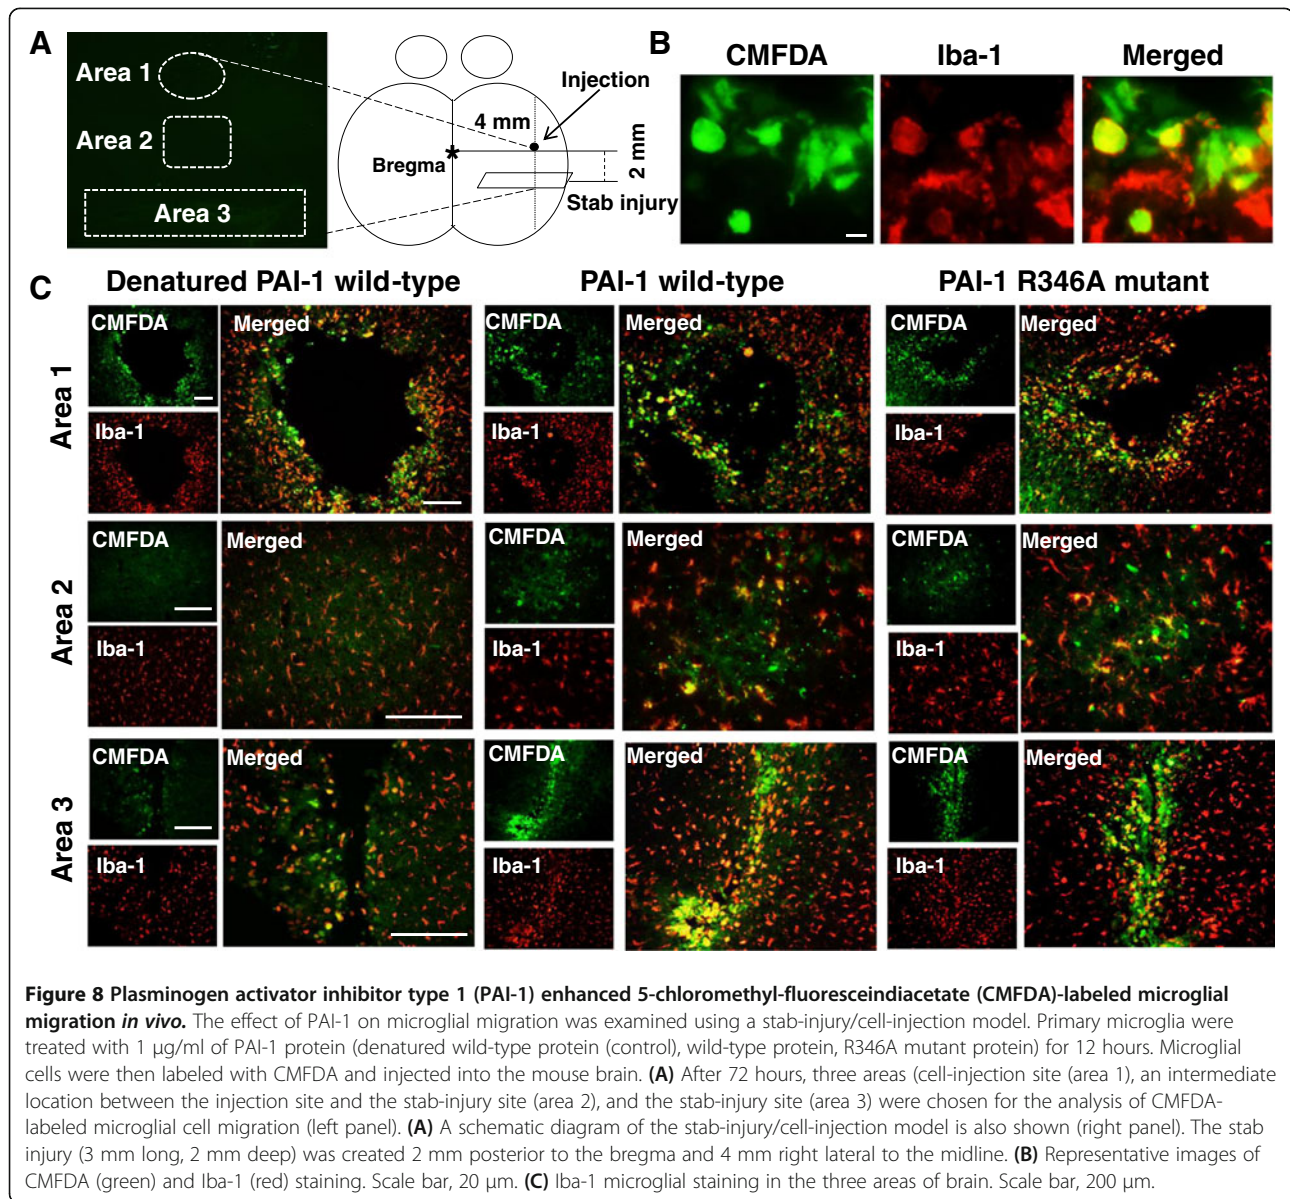 A
Area 1
Area 2
Area 3
Injection
4 mm
Bregma
*
2 mm
Stab injury
B
CMFDA
Iba-1
Merged
C
Denatured PAI-1 wild-type
PAI-1 wild-type
PAI-1 R346A mutant
Area 1
CMFDA
Merged
CMFDA
Merged
CMFDA
Merged
Iba-1
Iba-1
Iba-1
Area 2
CMFDA
Merged
CMFDA
Merged
CMFDA
Merged
Iba-1
Iba-1
Iba-1
Area 3
CMFDA
Merged
CMFDA
Merged
CMFDA
Merged
Iba-1
Iba-1
Iba-1
Figure 8 Plasminogen activator inhibitor type 1 (PAI-1) enhanced 5-chloromethyl-fluoresceindiacetate (CMFDA)-labeled microglial
migration in vivo. The effect of PAI-1 on microglial migration was examined using a stab-injury/cell-injection model. Primary microglia were
treated with 1 μg/ml of PAI-1 protein (denatured wild-type protein (control), wild-type protein, R346A mutant protein) for 12 hours. Microglial
cells were then labeled with CMFDA and injected into the mouse brain. (A) After 72 hours, three areas (cell-injection site (area 1), an intermediate
location between the injection site and the stab-injury site (area 2), and the stab-injury site (area 3) were chosen for the analysis of CMFDA-
labeled microglial cell migration (left panel). (A) A schematic diagram of the stab-injury/cell-injection model is also shown (right panel). The stab
injury (3 mm long, 2 mm deep) was created 2 mm posterior to the bregma and 4 mm right lateral to the midline. (B) Representative images of
CMFDA (green) and Iba-1 (red) staining. Scale bar, 20 μm. (C) Iba-1 microglial staining in the three areas of brain. Scale bar, 200 μm.